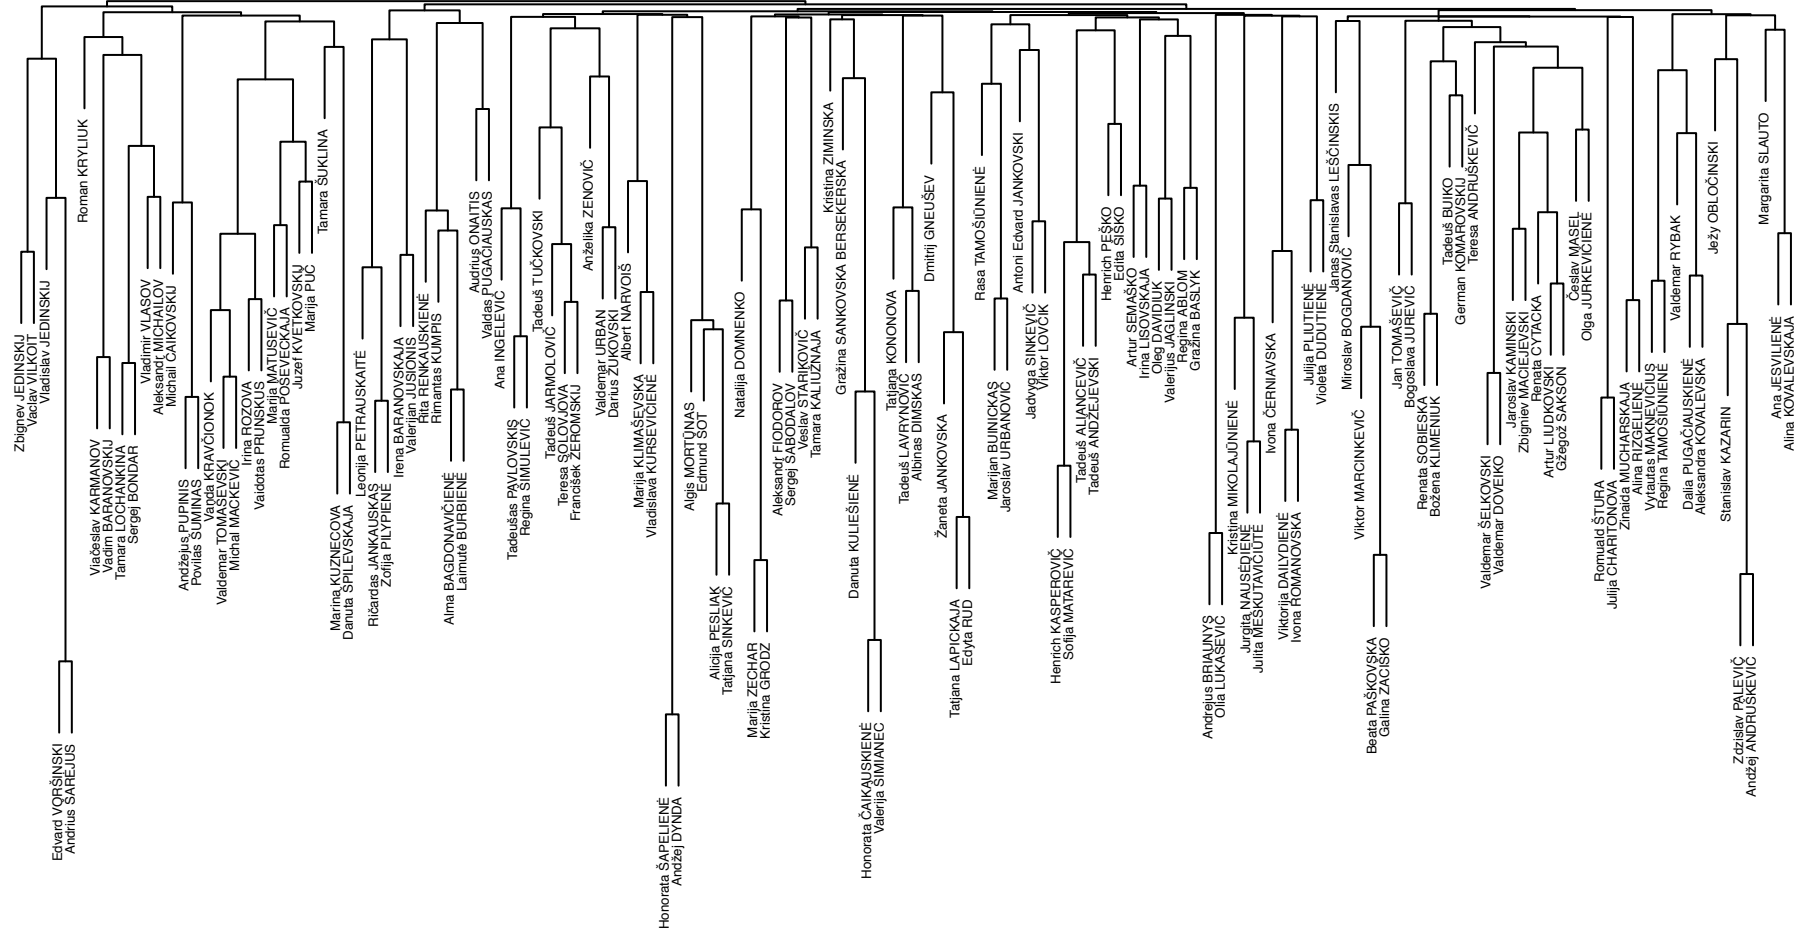 Zbignev JEDINSKIJ
Vaclav VILKOIT
Vladislav JEDINSKIJ
Edvard VORŠINSKI
Andrius ŠAREJUS
Roman KRYLIUK
Viačeslav KARMANOV
Vadim BARANOVSKIJ
Tamara LOCHANKINA
Sergej BONDAR
Vladimir VLASOV
Aleksandr MICHAILOV
Michail ČAIKOVSKIJ
Andžejus PUPINIS
Povilas ŠUMINAS
Vanda KRAVČIONOK
Valdemar TOMAŠEVSKI
Michal MACKEVIČ
Irina ROZOVA
Vaidotas PRUNSKUS
Marija MATUSEVIČ
Romualda POŠEVECKAJA
Juzef KVETKOVSKIJ
Marija PUČ
Tamara ŠUKLINA
Marina KUZNECOVA
Danuta SPILEVSKAJA
Leonija PETRAUSKAITĖ
Ričardas JANKAUSKAS
Zofija PILYPIENĖ
Irena BARANOVSKAJA
Valerijan JUSIONIS
Rita RENKAUSKIENĖ
Rimantas KUMPIS
Alma BAGDONAVIČIENĖ
Laimutė BURBIENĖ
Audrius ONAITIS
Valdas PUGAČIAUSKAS
Ana INGELEVIČ
Tadeušas PAVLOVSKIS
Regina SIMULEVIČ
Tadeuš TUČKOVSKI
Tadeuš JARMOLOVIČ
Teresa SOLOVJOVA
František ŽEROMSKIJ
Anželika ZENOVIČ
Valdemar URBAN
Darius ŽUKOVSKI
Albert NARVOIŠ
Marija KLIMAŠEVSKA
Vladislava KURSEVIČIENĖ
Honorata ŠAPELIENĖ
Andžej DYNDA
Algis MORTŪNAS
Edmund ŠOT
Alicija PEŠLIAK
Tatjana SINKEVIČ
Natalija DOMNENKO
Marija ZECHAR
Kristina GRODZ
Aleksandr FIODOROV
Sergej ŠABODALOV
Veslav STARIKOVIČ
Tamara KALIUŽNAJA
Kristina ZIMINSKA
Gražina SANKOVSKA BERSEKERSKA
Danuta KULIEŠIENĖ
Honorata ČAIKAUSKIENĖ
Valerija ŠIMIANEC
Tatjana KONONOVA
Tadeuš LAVRYNOVIČ
Albinas DIMSKAS
Dmitrij GNEUŠEV
Žaneta JANKOVSKA
Tatjana LAPICKAJA
Edyta RUD
Rasa TAMOŠIŪNIENĖ
Marijan BUINICKAS
Jaroslav URBANOVIČ
Antoni Edvard JANKOVSKI
Jadvyga SINKEVIČ
Viktor LOVČIK
Henrich KASPEROVIČ
Sofija MATAREVIČ
Tadeuš ALIANCEVIČ
Tadeuš ANDŽEJEVSKI
Henrich PEŠKO
Edita ŠIŠKO
Artur SEMAŠKO
Irina LISOVSKAJA
Oleg DAVIDIUK
Valerijus JAGLINSKI
Regina ABLOM
Gražina BASLYK
Andrejus BRIAUNYS
Olia LUKAŠEVIČ
Kristina MIKOLAJŪNIENĖ
Jurgita NAUSĖDIENĖ
Julita MEŠKUTAVIČIŪTĖ
Ivona ČERNIAVSKA
Viktorija DAILYDIENĖ
Ivona ROMANOVSKA
Julija PLIUTIENĖ
Violeta DUDUTIENĖ
Janas Stanislavas LEŠČINSKIS
Miroslav BOGDANOVIČ
Viktor MARCINKEVIČ
Beata PAŠKOVSKA
Galina ZACIŠKO
Jan TOMAŠEVIČ
Bogoslava JUREVIČ
Renata SOBIESKA
Božena KLIMENIUK
Tadeuš BUIKO
German KOMAROVSKIJ
Teresa ANDRUŠKEVIČ
Valdemar ŠELKOVSKI
Valdemar DOVEIKO
Jaroslav KAMINSKI
Zbigniev MACIEJEVSKI
Renata CYTACKA
Artur LIUDKOVSKI
Gžegož SAKSON
Česlav MASEL
Olga JURKEVIČIENĖ
Romuald ŠTURA
Julija CHARITONOVA
Zinaida MUCHARSKAJA
Alina RIZGELIENĖ
Vytautas MAKNEVIČIUS
Regina TAMOŠIŪNIENĖ
Valdemar RYBAK
Dalia PUGAČIAUSKIENĖ
Aleksandra KOVALEVSKA
Ježy OBLOČINSKI
Stanislav KAZARIN
Zdzislav PALEVIČ
Andžej ANDRUŠKEVIČ
Margarita SLAUTO
Ana JESVILIENĖ
Alina KOVALEVSKAJA